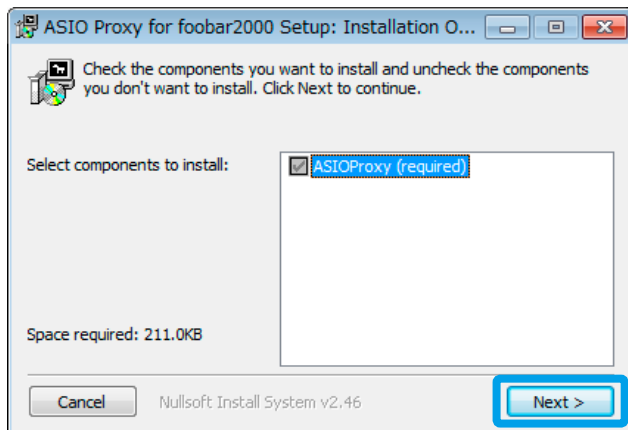 ASIO Proxy for foobar2000 Setup: Installation O...
Check the components you want to install and uncheck the components
you don't want to install. Click Next to continue.
Select components to install:
ASIOProxy (required)
Space required: 211.0KB
Cancel
Nullsoft Install System v2.46
Next >